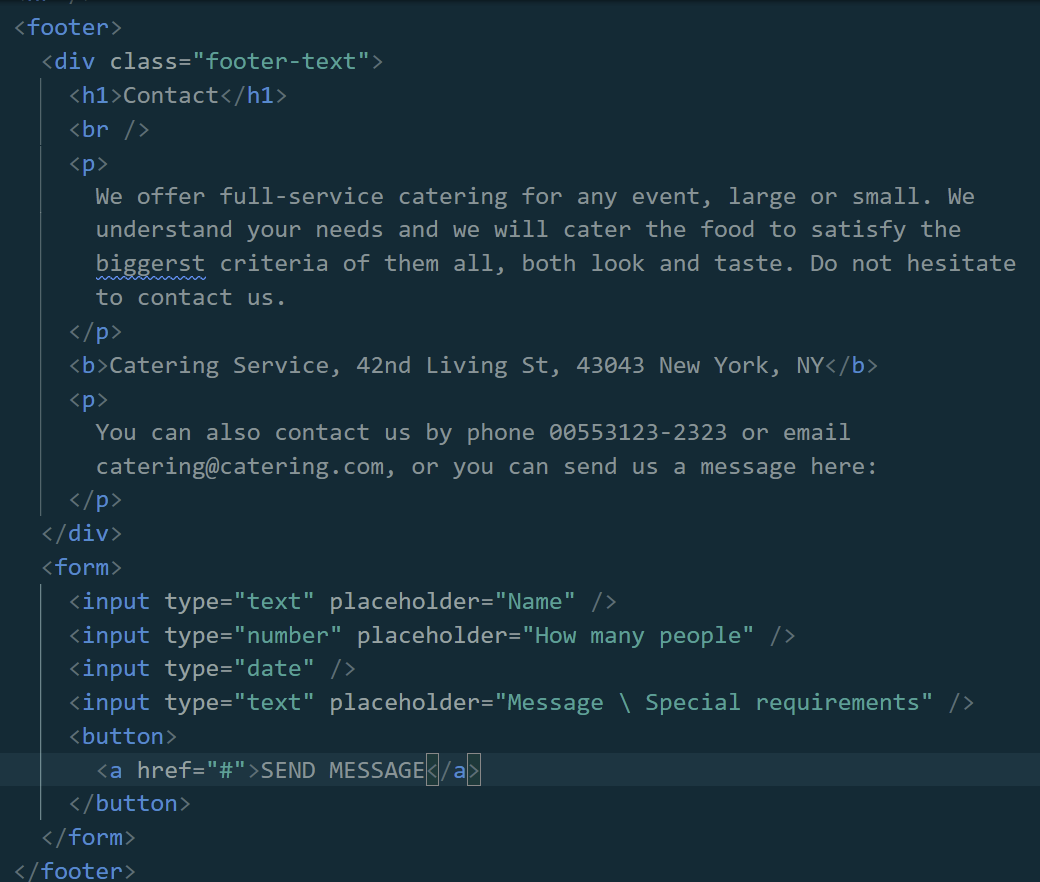 <footer>
<div class="footer-text">
<h1>Contact</h1>
<br />
<p>
We offer full-service catering for any event, large or small. We
understand your needs and we will cater the food to satisfy the
biggerst criteria of them all, both look and taste. Do not hesitate
to contact us.
</p>
<b>Catering Service, 42nd Living St, 43043 New York, NY</b>
<p>
You can also contact us by phone 00553123-2323 or email
catering@catering.com, or you can send us a message here:
</p>
</div>
<form>
<input type="text" placeholder="Name" />
<input type="number" placeholder="How many people" />
<input type="date" />
<input type="text" placeholder="Message \ Special requirements" />
<button>
<a href="#">SEND MESSAGE</a>
</button>
</form>
</footer>